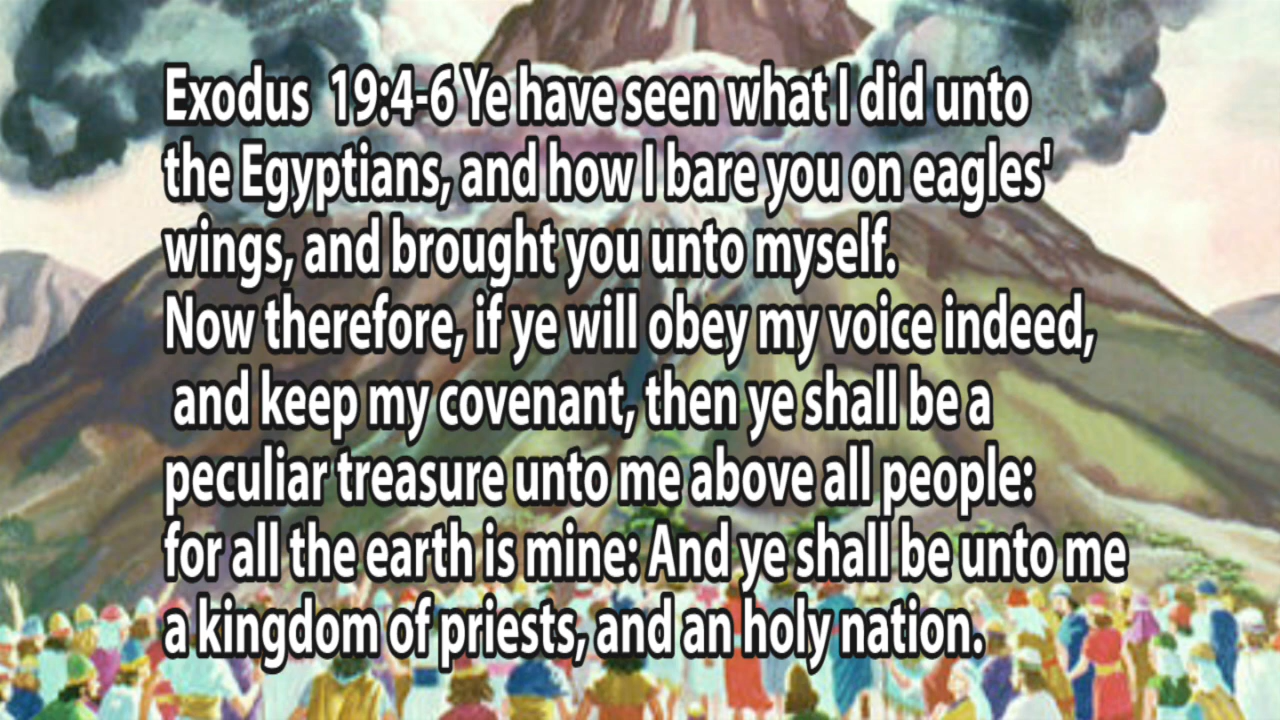 Exodus 19:4-6 Ye have seen what I did unto
the Egyptians, and how I bare you on eagles'
wings, and brought you unto myself.
Now therefore, if ye will obey my voice indeed,
and keep my covenant, then ye shall be a
peculiar treasure unto me above all people:
for all the earth is mine: And ye shall be unto me
a kingdom of priests, and an holy nation.